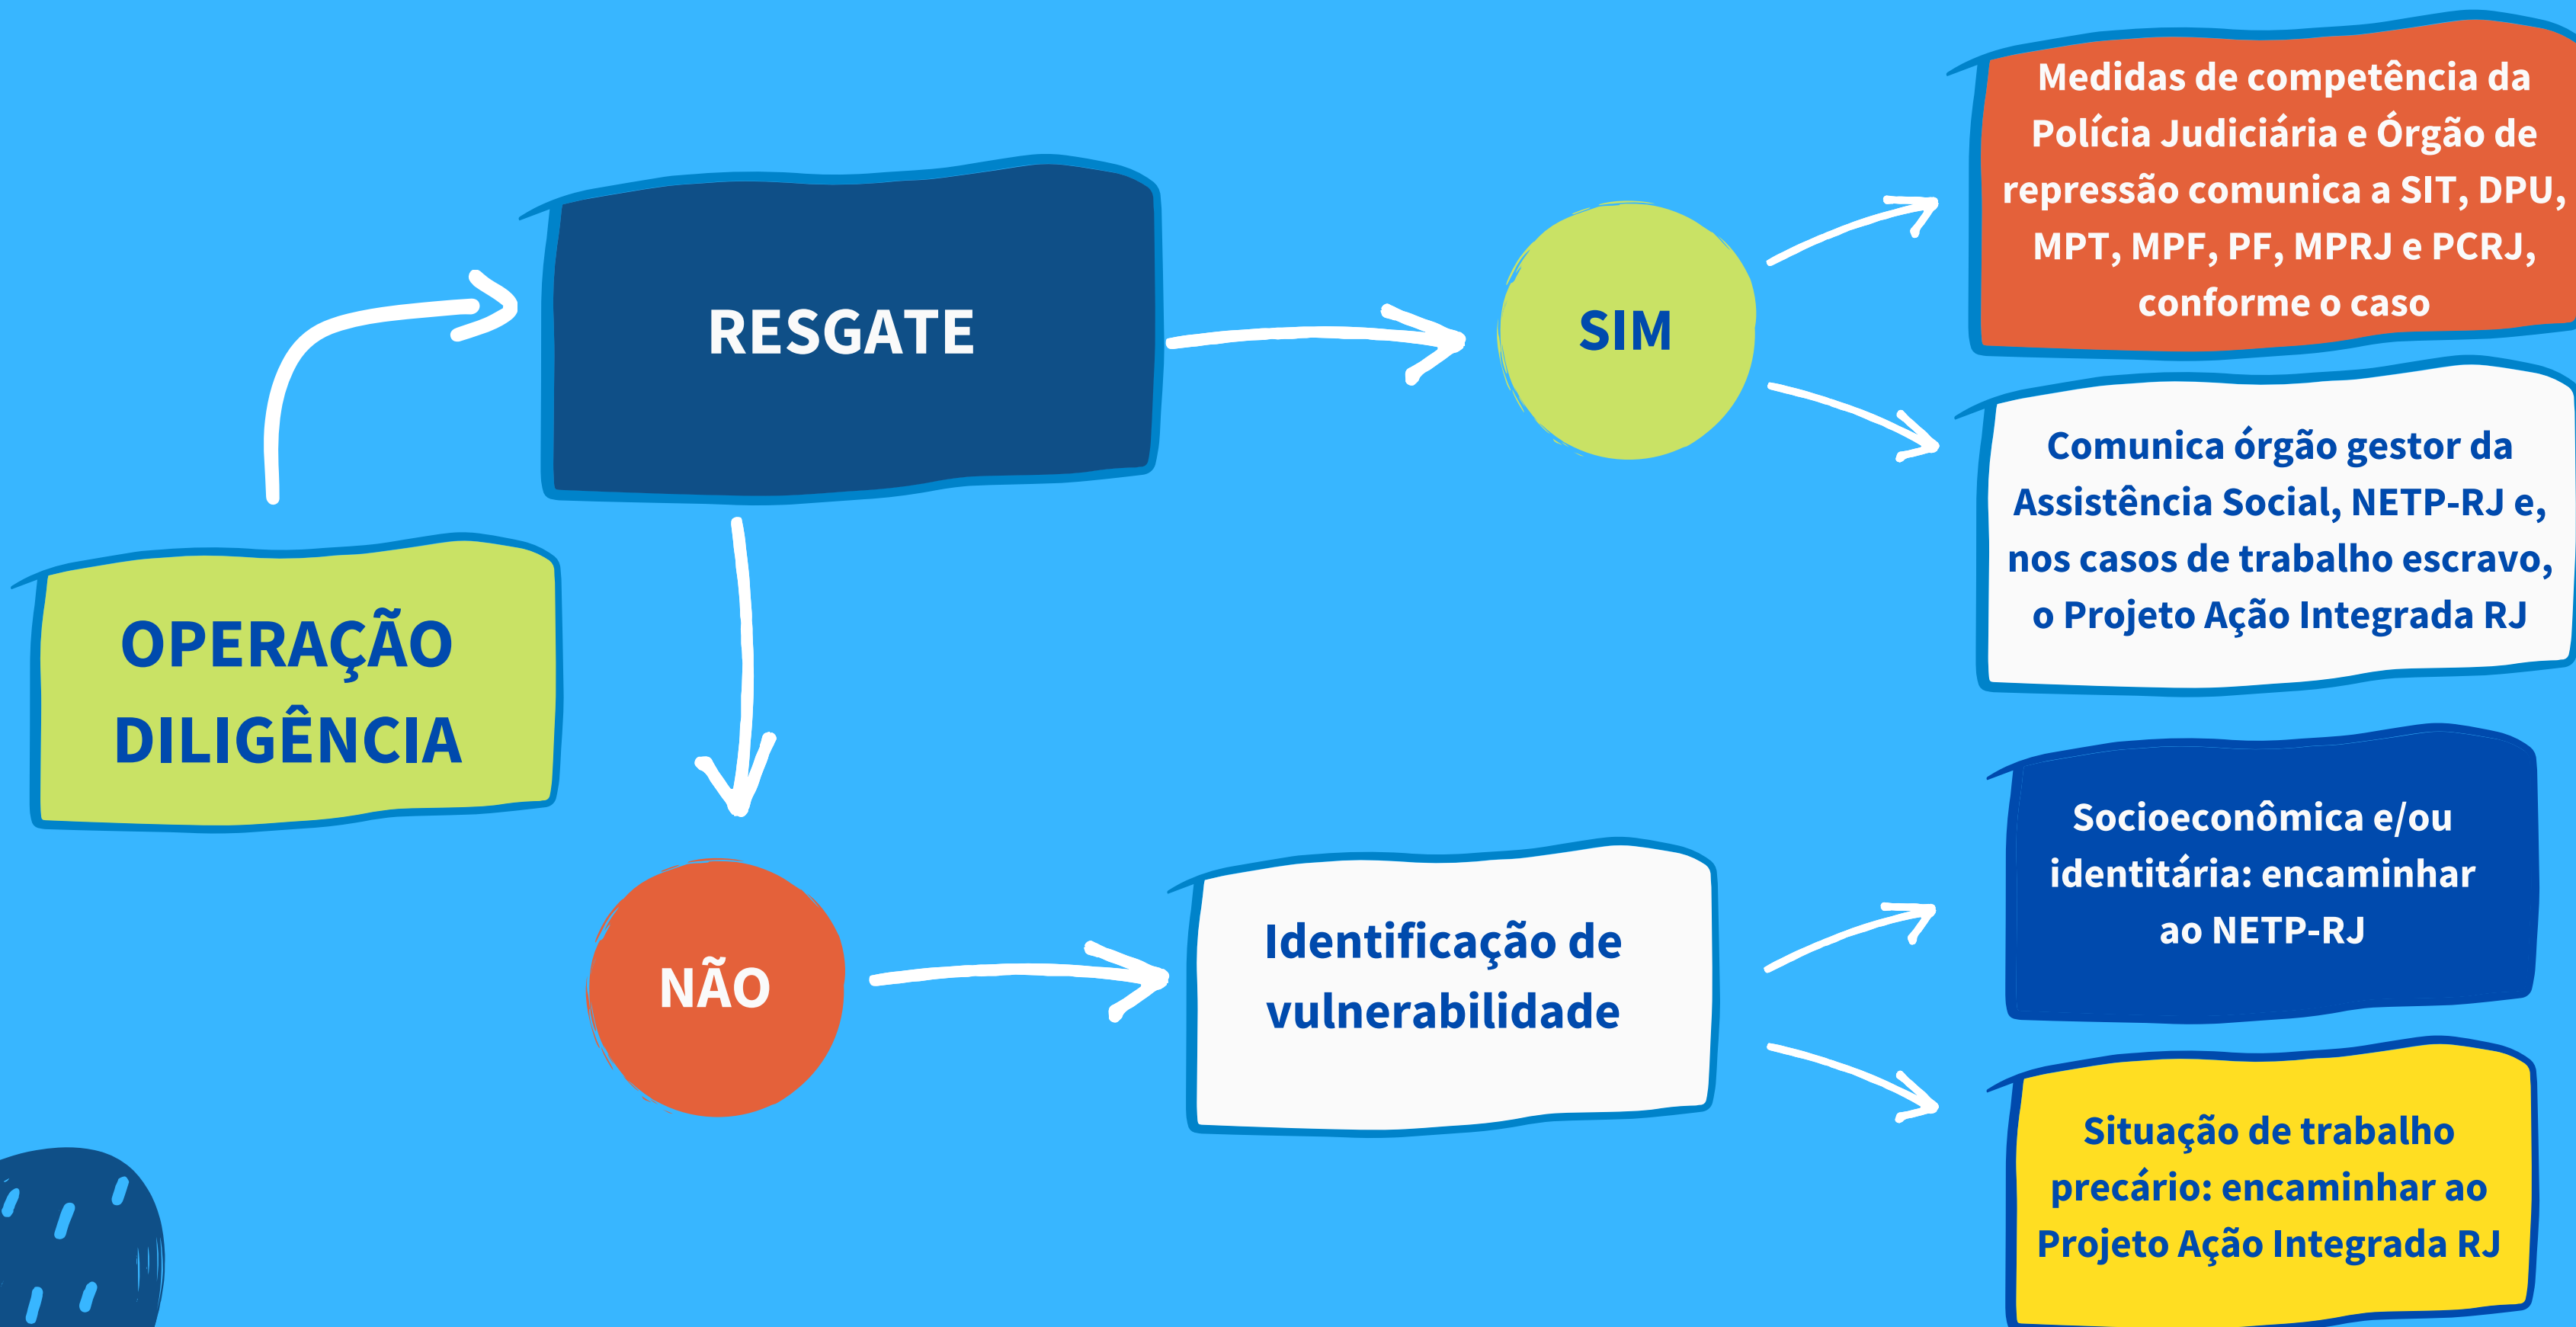 OPERAÇÃO
DILIGÊNCIA
RESGATE
SIM
Medidas de competência da
Polícia Judiciária e Órgão de
repressão comunica a SIT, DPU,
MPT, MPF, PF, MPRJ e PCRJ,
conforme o caso
Comunica órgão gestor da
Assistência Social, NETP-RJ e,
nos casos de trabalho escravo,
o Projeto Ação Integrada RJ
NÃO
Identificação de
vulnerabilidade
Socioeconômica e/ou
identitária: encaminhar
ao NETP-RJ
Situação de trabalho
precário: encaminhar ao
Projeto Ação Integrada RJ